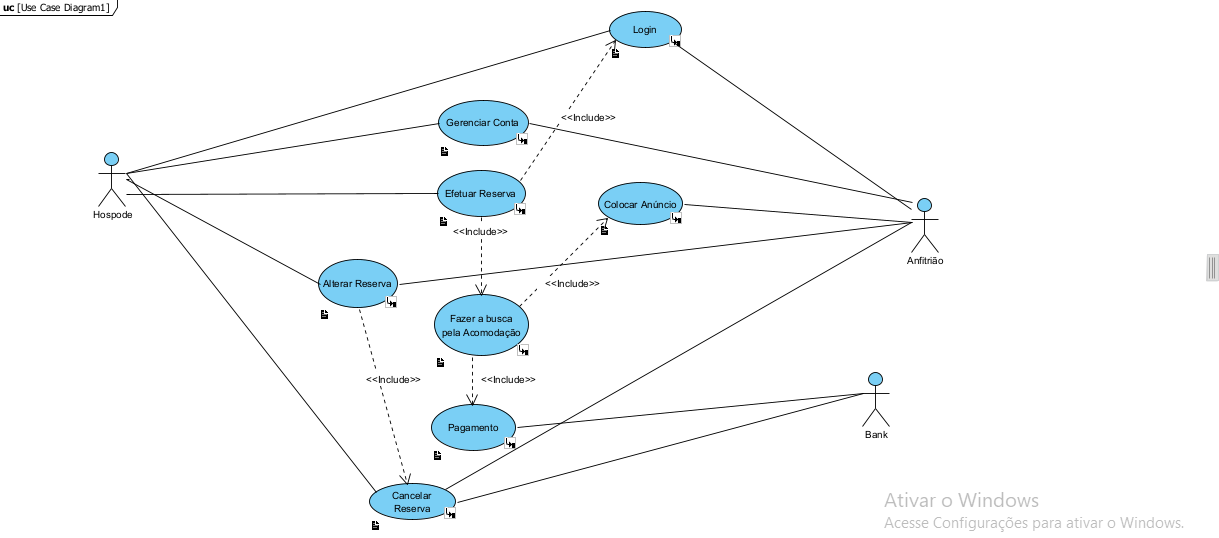 uc [Use Case Diagram1]
Login
<<Include>>
Gerenciar Conta
Hospode
Efetuar Reserva
Colocar Anúncio
<<Include>>
Anfitrião
Alterar Reserva
<<Include>>
Fazer a busca
pela Acomodação
<<Include>>
<<Include>>
Pagamento
Bank
Cancelar
Reserva
Ativar o Windows
Acesse Configurações para ativar o Windows.